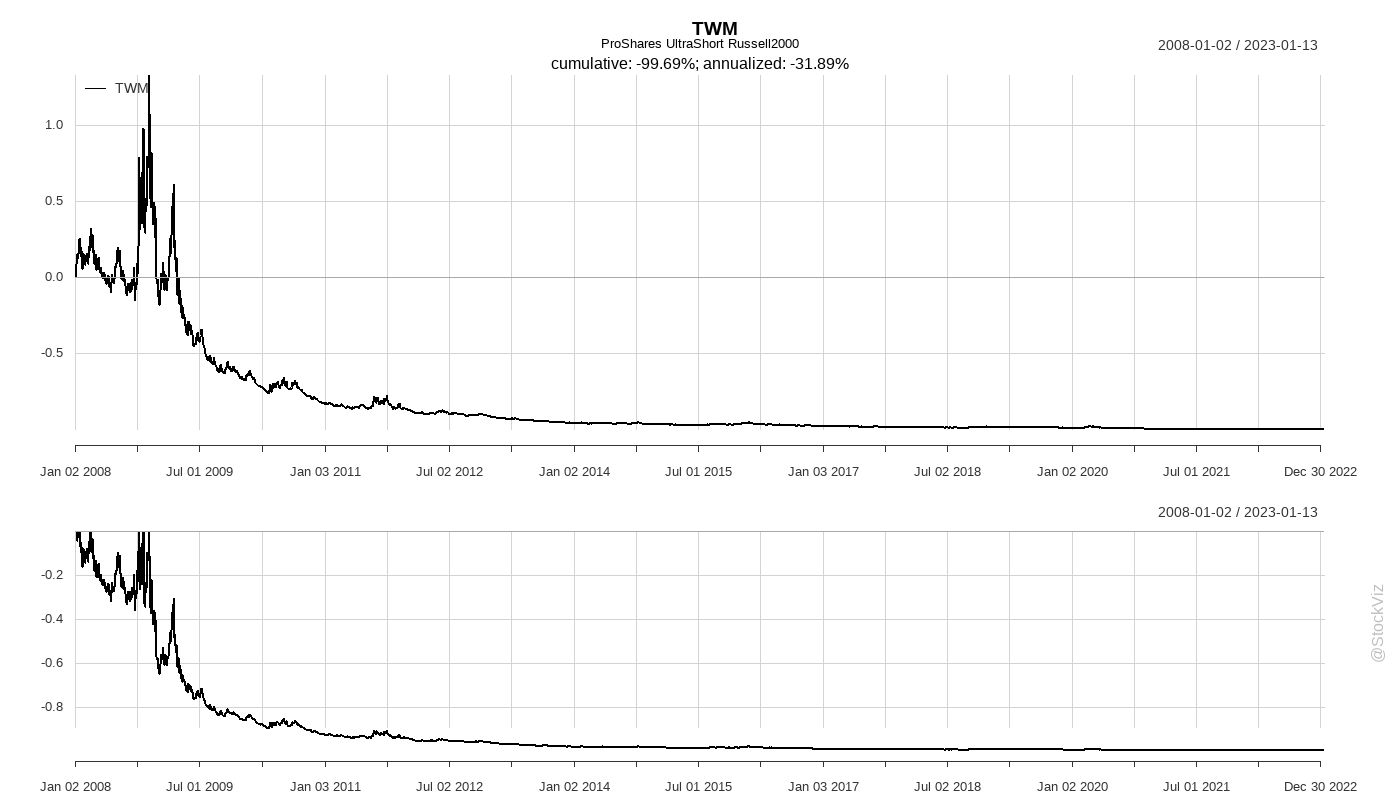 TWM
ProShares UltraShort Russell2000
2008-01-02 / 2023-01-13
cumulative: -99.69%; annualized: -31.89%
TWM
1.0
0.5
0.0
-0.5
Jan 02 2008 Jul 01 2009 Jan 03 2011 Jul 02 2012 Jan 02 2014 Jul 01 2015 Jan 03 2017 Jul 02 2018 Jan 02 2020 Jul 01 2021 Dec 30 2022
2008-01-02 / 2023-01-13
-0.2
-0.4
-0.6
-0.8
@StockViz
Jan 02 2008 Jul 01 2009 Jan 03 2011 Jul 02 2012 Jan 02 2014 Jul 01 2015 Jan 03 2017 Jul 02 2018 Jan 02 2020 Jul 01 2021 Dec 30 2022